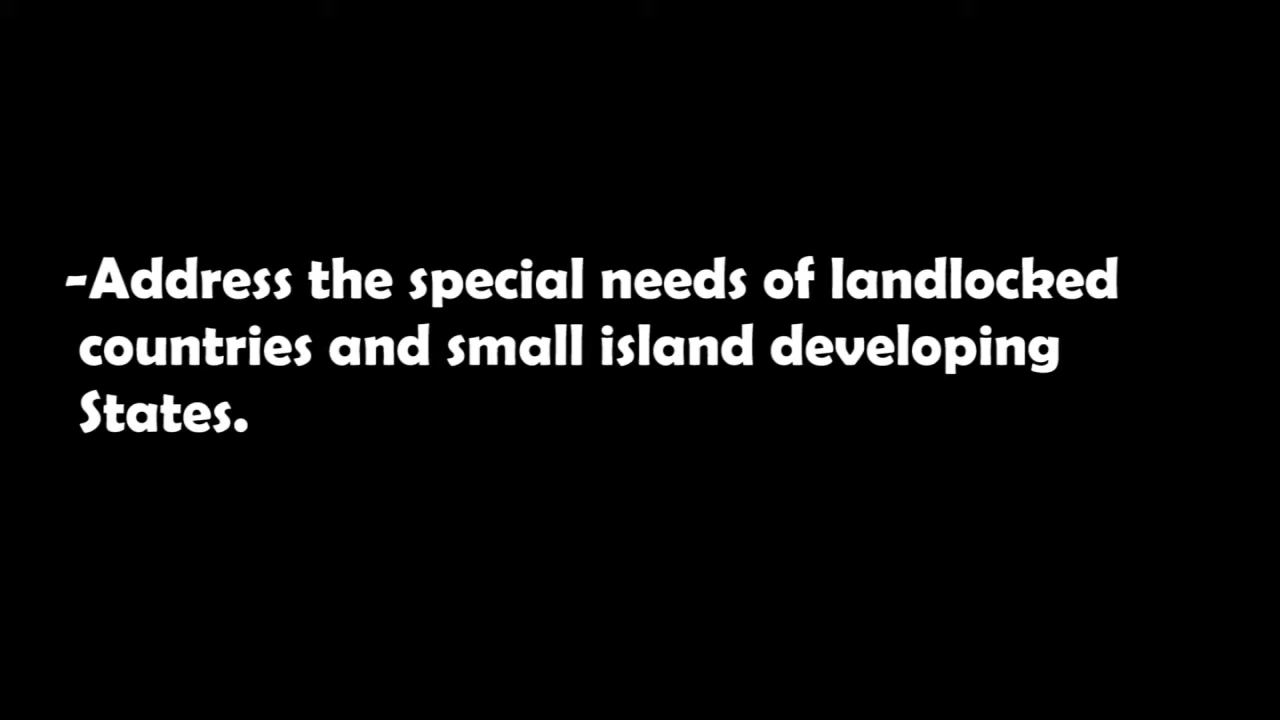 -Address the special needs of landlocked
countries and small island developing
States.